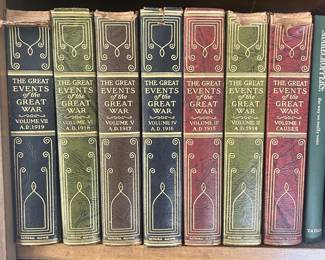 THE GREAT
EVENTS
of the
GREAT
WAR
VOLUME VII
A.D. 1919
THE GREAT
EVENTS
of the
GREAT
WAR
VOLUME VI
A.D. 1918
THE GREAT
EVENTS
of the
GREAT
WAR
VOLUME V
A.D. 1917
THE GREAT
EVENTS
of the
GREAT
WAR
VOLUME IV
A.D. 1916
THE GREAT
EVENTS
of the
GREAT
WAR
VOLUME III
A.D. 1915
THE GREAT
EVENTS
of the
GREAT
WAR
VOLUME II
A.D. 1914
THE GREAT
EVENTS
of the
GREAT
WAR
VOLUME I
CAUSES